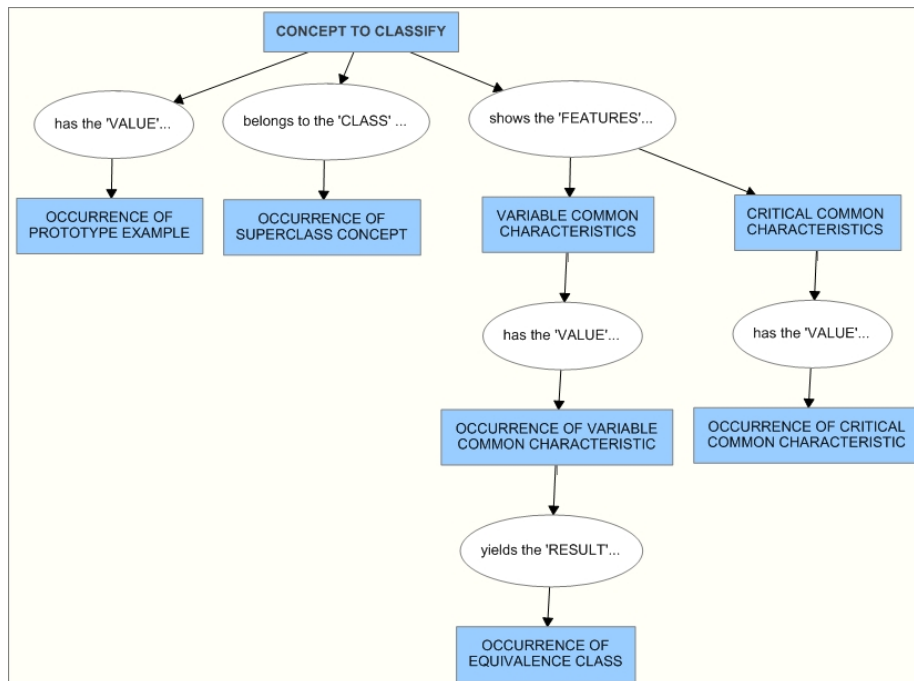 CONCEPT TO CLASSIFY
has the 'VALUE'...
belongs to the 'CLASS' ...
shows the 'FEATURES'...
OCCURRENCE OF
PROTOTYPE EXAMPLE
OCCURRENCE OF
SUPERCLASS CONCEPT
VARIABLE COMMON
CHARACTERISTICS
CRITICAL COMMON
CHARACTERISTICS
has the 'VALUE'...
has the 'VALUE'...
OCCURRENCE OF VARIABLE
COMMON CHARACTERISTIC
OCCURRENCE OF CRITICAL
COMMON CHARACTERISTIC
yields the 'RESULT'...
OCCURRENCE OF
EQUIVALENCE CLASS